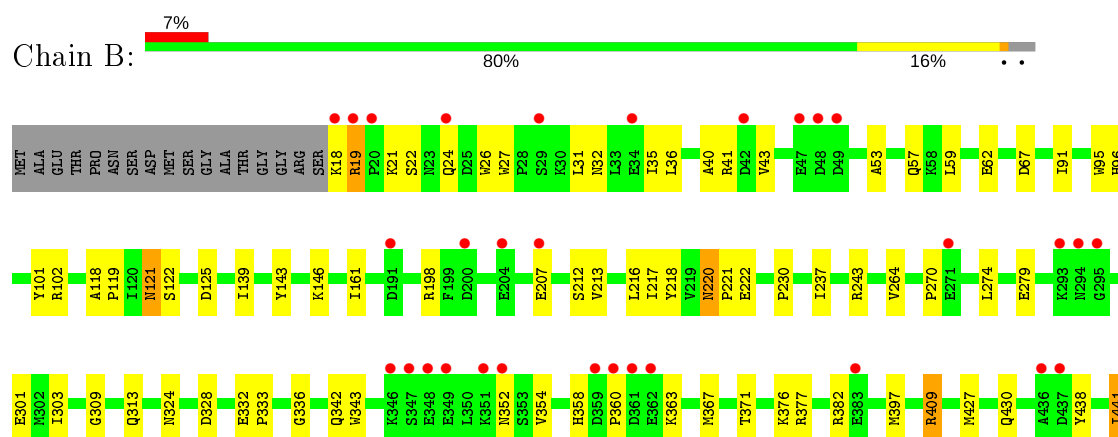 7%
Chain B:
80% 16% • •
MET ALA GLU THR PRO ASN SER ASP MET SER GLY ALA THR GLY GLY ARG SER K18 R19 P20 K21 S22 N23 Q24 D25 W26 W27 P28 S29 K30 L31 N32 L33 E34 I35 L36 A40 R41 D42 V43 E47 D48 D49 A53 Q57 K58 L59 E62 D67 I91 W95 H96
Y101 R102 A118 P119 I120 N121 S122 D125 I139 Y143 K146 I161 D191 R198 F199 D200 E204 E207 S212 V213 L216 I217 Y218 V219 N220 P221 E222 P230 I237 R243 V264 P270 E271 L274 E279 K293 N294 G295
E301 M302 I303 G309 Q313 N324 D328 E332 P333 G336 Q342 W343 K346 S347 E348 E349 L350 K351 N352 S353 V354 H358 D359 P360 D361 E362 K363 M367 T371 K376 R377 R382 E383 M397 R409 M427 Q430 A436 D437 Y438